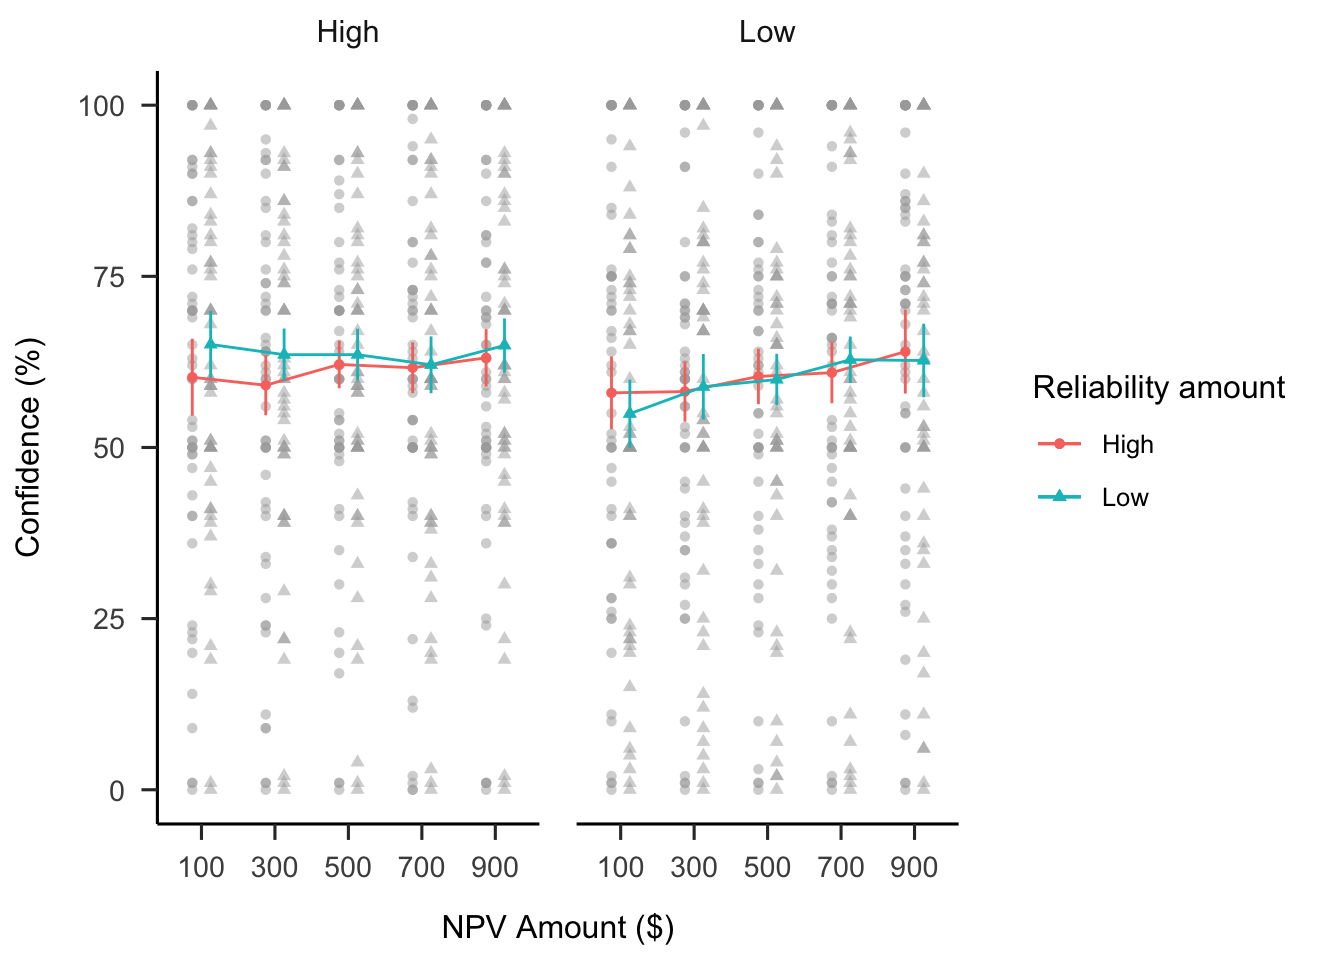 High Low
100
75
50
25
0
Confidence (%)
100 300 500 700 900 100 300 500 700 900
NPV Amount ($)
Reliability amount
High
Low